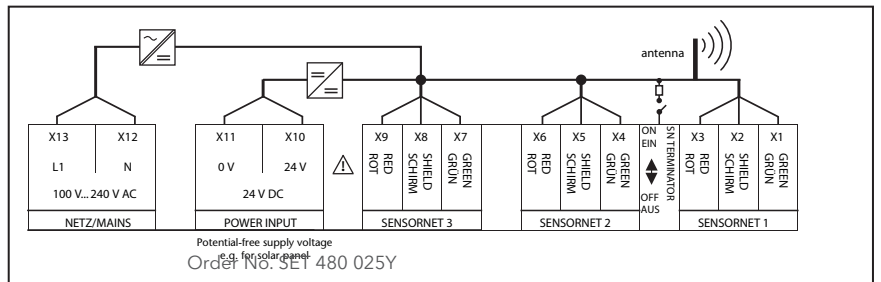 antenna
X13 X12
L1 N
100 V... 240 V AC
NETZ/MAINS
X11 X10
0 V 24 V
24 V DC
POWER INPUT
Potential-free supply voltage
e.g. for solar panel
X9 X8 X7
RED
ROT
SHIELD
SCHIRM
GREEN
GRÜN
SENSORNET 3
X6 X5 X4
RED
ROT
SHIELD
SCHIRM
GREEN
GRÜN
SENSORNET 2
ON
EIN
SN TERMINATOR
OFF
AUS
X3 X2 X1
RED
ROT
SHIELD
SCHIRM
GREEN
GRÜN
SENSORNET 1
Order No. SET 480 025Y